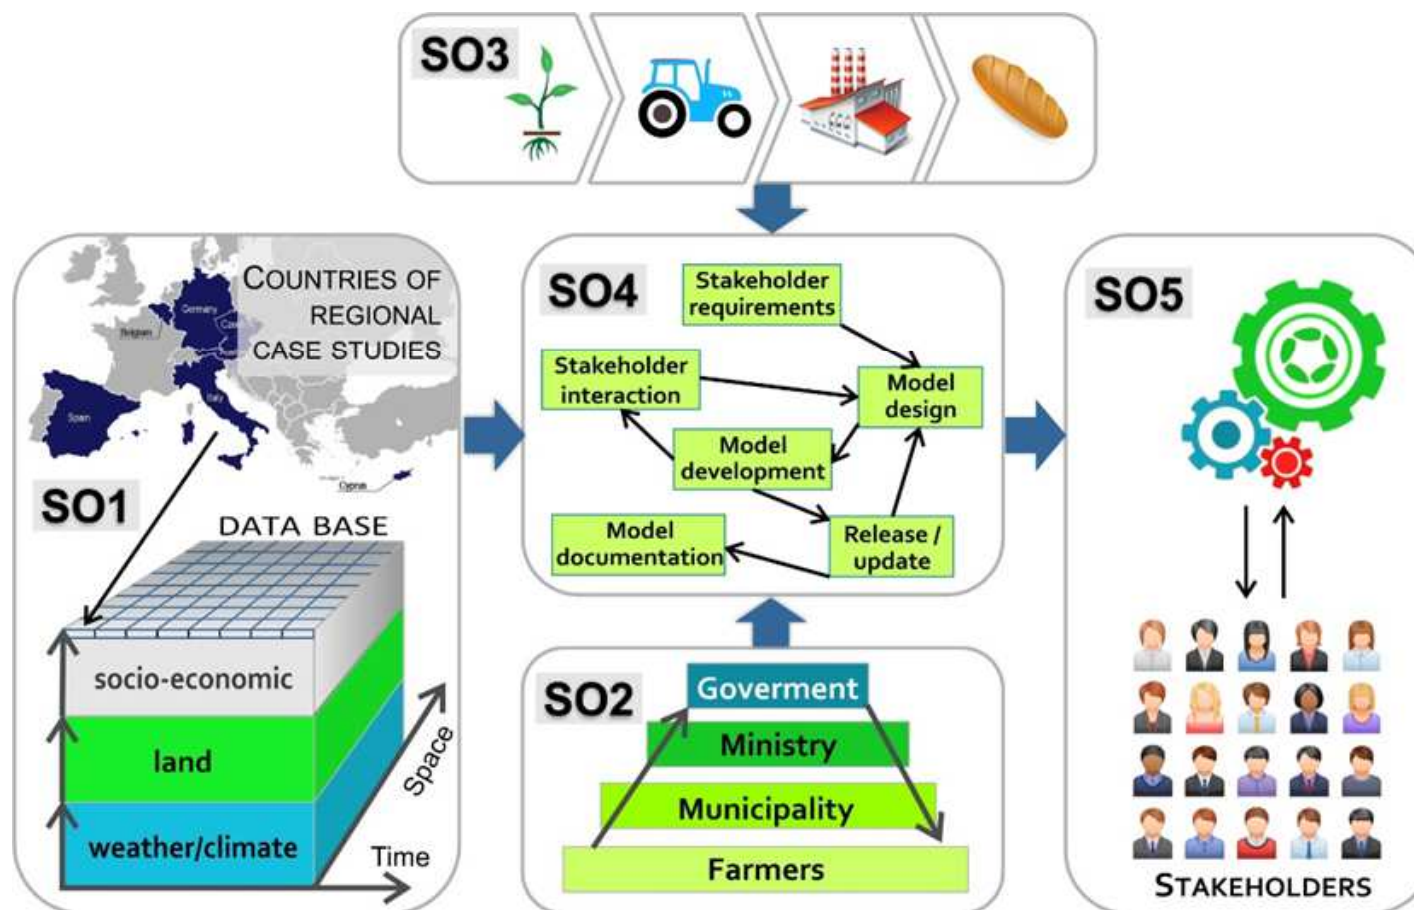 SO3
COUNTRIES OF
REGIONAL
CASE STUDIES
Germany
Belgium
Italy
Spain
Cyprus
SO1
DATA BASE
socio-economic
land
weather/climate
Space
Time
SO4
Stakeholder
requirements
Stakeholder
interaction
Model
design
Model
development
Model
documentation
Release /
update
SO2
Goverment
Ministry
Municipality
Farmers
SO5
STAKEHOLDERS